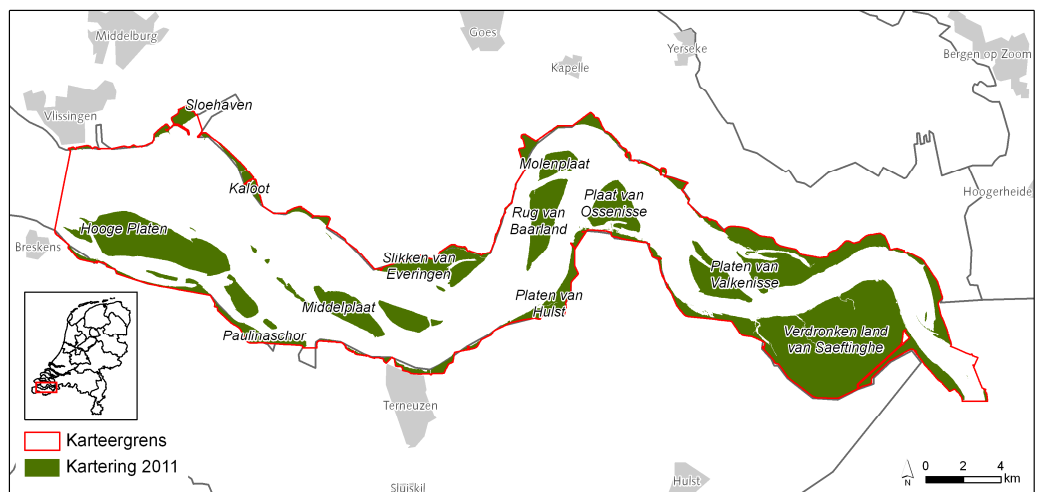 Middelburg
Goes
Yerseke
Bergen op Zoom
Kapelle
Vlissingen
Sloehaven
Molenplaat
Kaloot
Hoogerheide
Plaat van
Ossenisse
Rug van
Baarland
Hooge Platen
Breskens
Slikken van
Everingen
Platen van
Valkenisse
Middelplaat
Platen van
Hulst
Paulinaschor
Verdronken land
van Saeftinghe
Terneuzen
Karteergrens
Kartering 2011
Sluiskil
Hulst
N
0 2 4
km